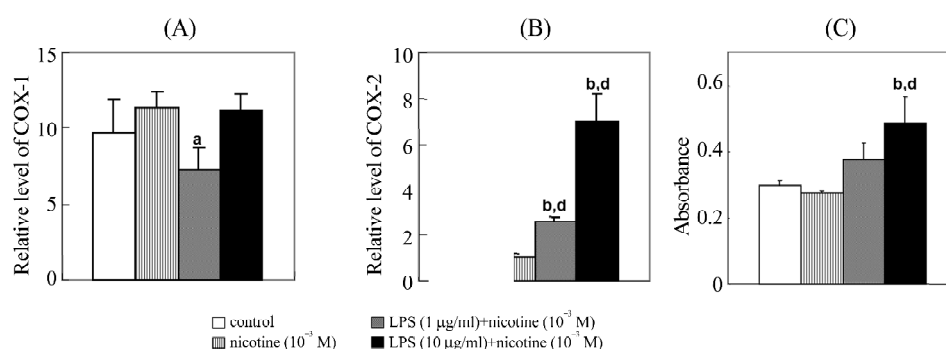 (A)
(B)
(C)
Relative level of COX-1
15
10
5
0
a
Relative level of COX-2
10
8
6
4
2
0
b,d
b,d
Absorbance
0.6
0.4
0.2
0
b,d
control
nicotine (10⁻³ M)
LPS (1 μg/ml)+nicotine (10⁻³ M)
LPS (10 μg/ml)+nicotine (10⁻³ M)